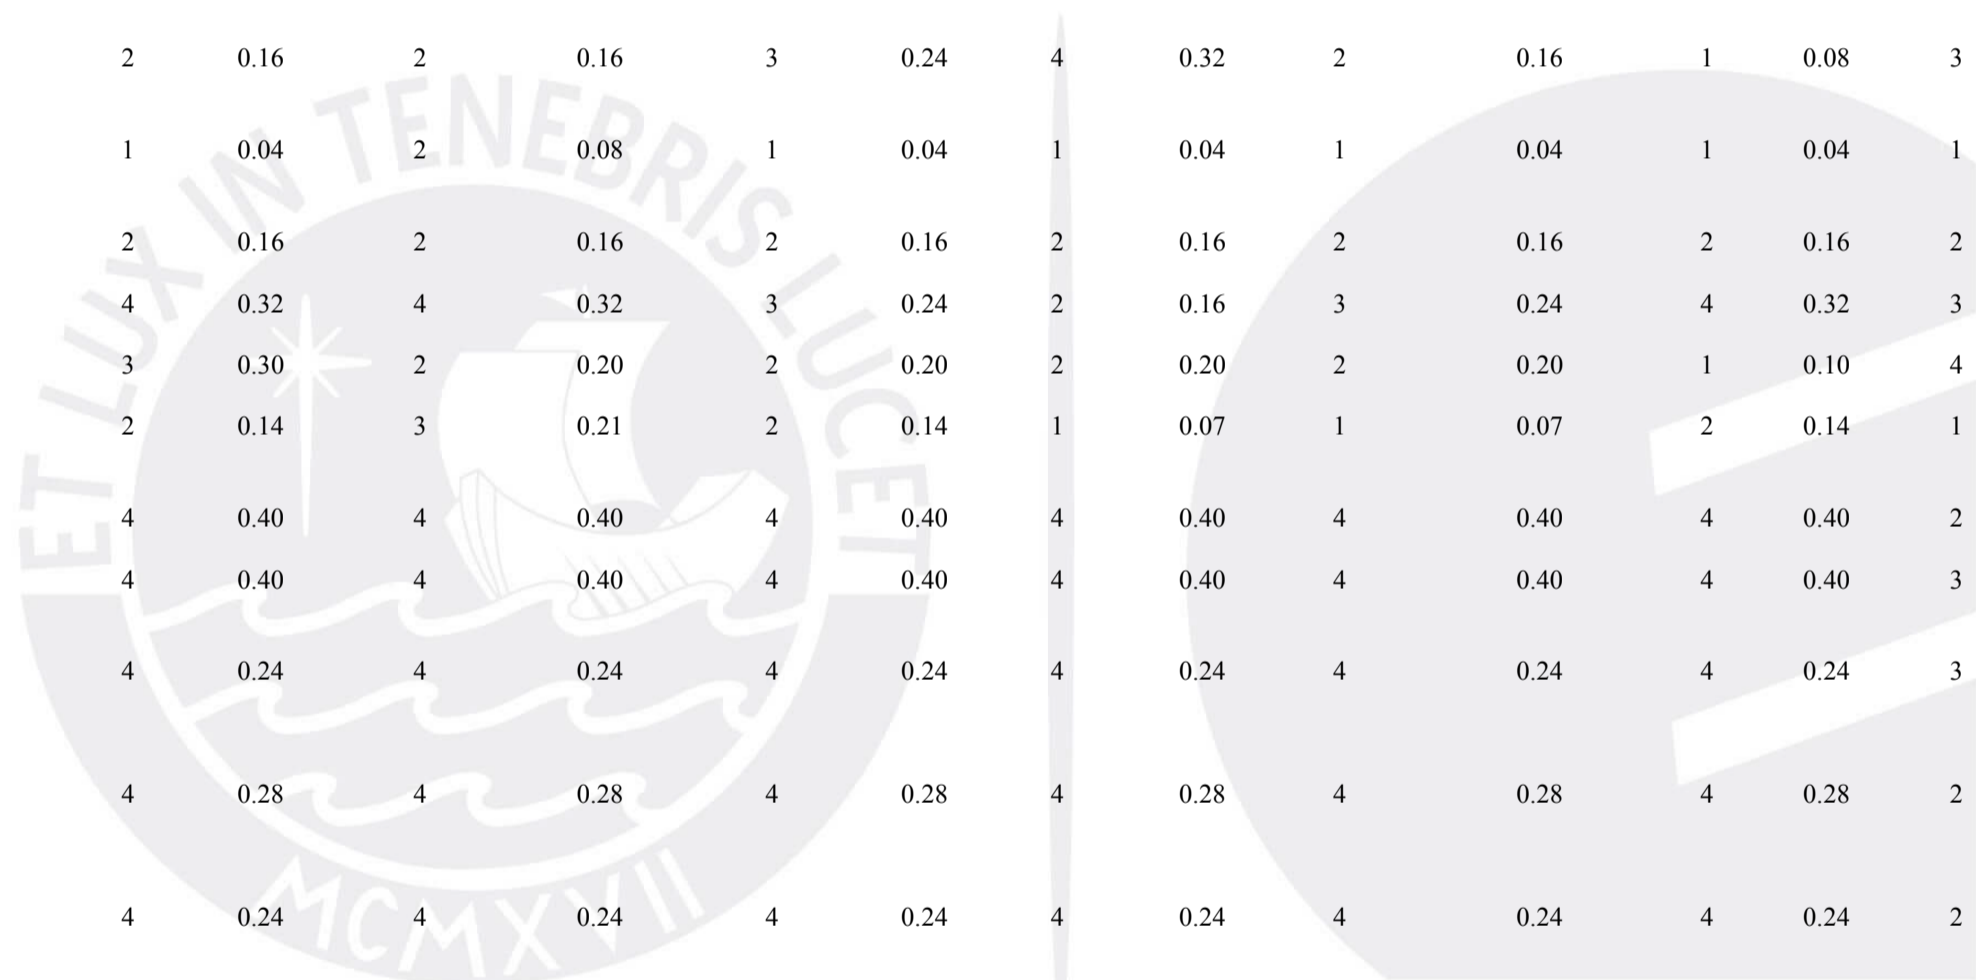 2 0.16 2 0.16 3 0.24 4 0.32 2 0.16 1 0.08 3
1 0.04 2 0.08 1 0.04 1 0.04 1 0.04 1 0.04 1
2 0.16 2 0.16 2 0.16 2 0.16 2 0.16 2 0.16 2
4 0.32 4 0.32 3 0.24 2 0.16 3 0.24 4 0.32 3
3 0.30 2 0.20 2 0.20 2 0.20 2 0.20 1 0.10 4
2 0.14 3 0.21 2 0.14 1 0.07 1 0.07 2 0.14 1
4 0.40 4 0.40 4 0.40 4 0.40 4 0.40 4 0.40 2
4 0.40 4 0.40 4 0.40 4 0.40 4 0.40 4 0.40 3
4 0.24 4 0.24 4 0.24 4 0.24 4 0.24 4 0.24 3
4 0.28 4 0.28 4 0.28 4 0.28 4 0.28 4 0.28 2
4 0.24 4 0.24 4 0.24 4 0.24 4 0.24 4 0.24 2
ET LUX IN TENEBRIS LUCET
MCMXVII